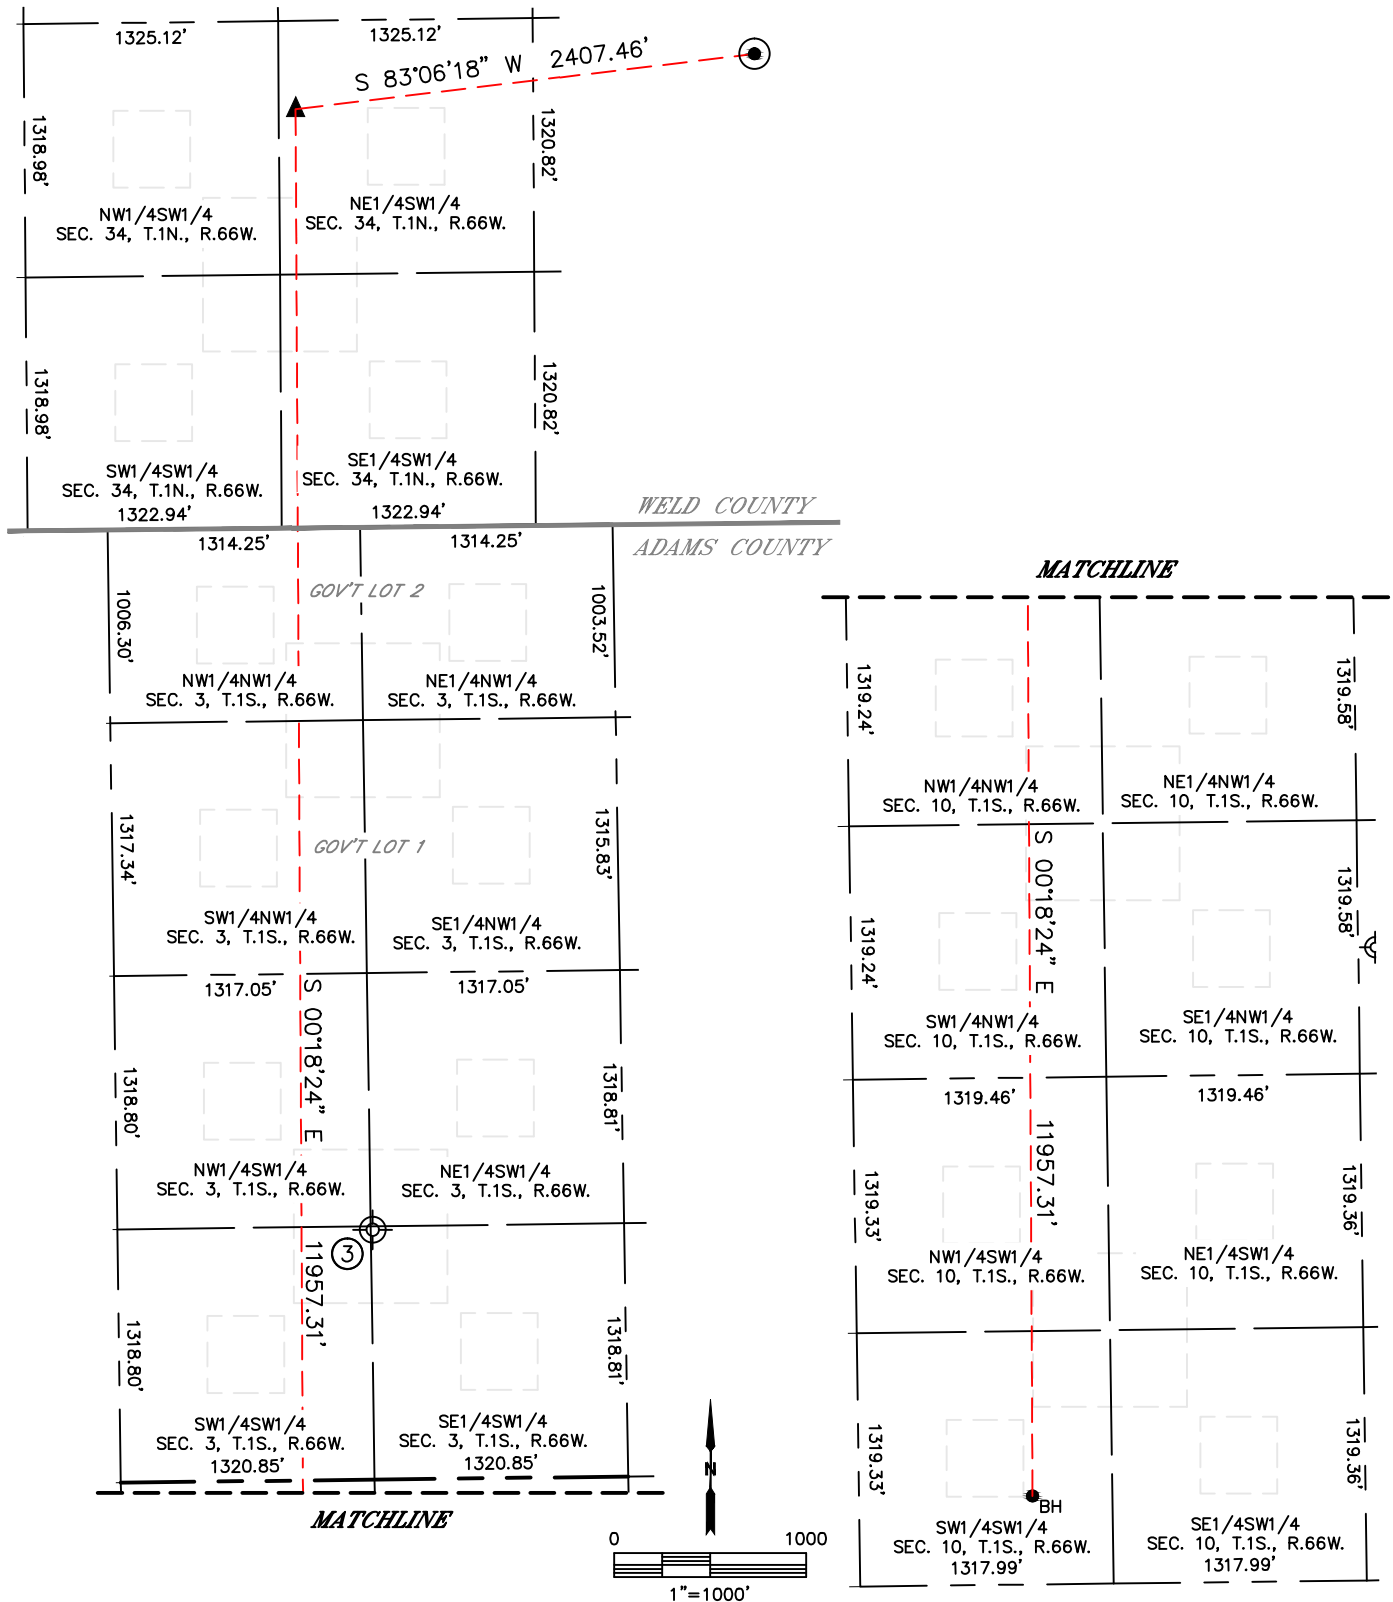 1325.12'
1325.12'
S 83°06'18" W 2407.46'
1318.98'
1320.82'
NW1/4SW1/4
SEC. 34, T.1N., R.66W.
NE1/4SW1/4
SEC. 34, T.1N., R.66W.
1318.98'
1320.82'
SW1/4SW1/4
SEC. 34, T.1N., R.66W.
1322.94'
SE1/4SW1/4
SEC. 34, T.1N., R.66W.
1322.94'
WELD COUNTY
ADAMS COUNTY
1314.25'
1314.25'
GOV'T LOT 2
1006.30'
1003.52'
NW1/4NW1/4
SEC. 3, T.1S., R.66W.
NE1/4NW1/4
SEC. 3, T.1S., R.66W.
1317.34'
GOV'T LOT 1
1315.83'
SW1/4NW1/4
SEC. 3, T.1S., R.66W.
SE1/4NW1/4
SEC. 3, T.1S., R.66W.
1317.05'
1317.05'
S 00°18'24" E
1318.80'
1318.81'
NW1/4SW1/4
SEC. 3, T.1S., R.66W.
NE1/4SW1/4
SEC. 3, T.1S., R.66W.
3
11957.31'
1318.80'
1318.81'
SW1/4SW1/4
SEC. 3, T.1S., R.66W.
1320.85'
SE1/4SW1/4
SEC. 3, T.1S., R.66W.
1320.85'
MATCHLINE
N
0 1000
1"=1000'
MATCHLINE
1319.24'
1319.58'
NW1/4NW1/4
SEC. 10, T.1S., R.66W.
NE1/4NW1/4
SEC. 10, T.1S., R.66W.
S 00°18'24" E
1319.24'
1319.58'
SW1/4NW1/4
SEC. 10, T.1S., R.66W.
SE1/4NW1/4
SEC. 10, T.1S., R.66W.
1319.46'
1319.46'
11957.31'
1319.33'
1319.36'
NW1/4SW1/4
SEC. 10, T.1S., R.66W.
NE1/4SW1/4
SEC. 10, T.1S., R.66W.
1319.33'
1319.36'
BH
SW1/4SW1/4
SEC. 10, T.1S., R.66W.
1317.99'
SE1/4SW1/4
SEC. 10, T.1S., R.66W.
1317.99'